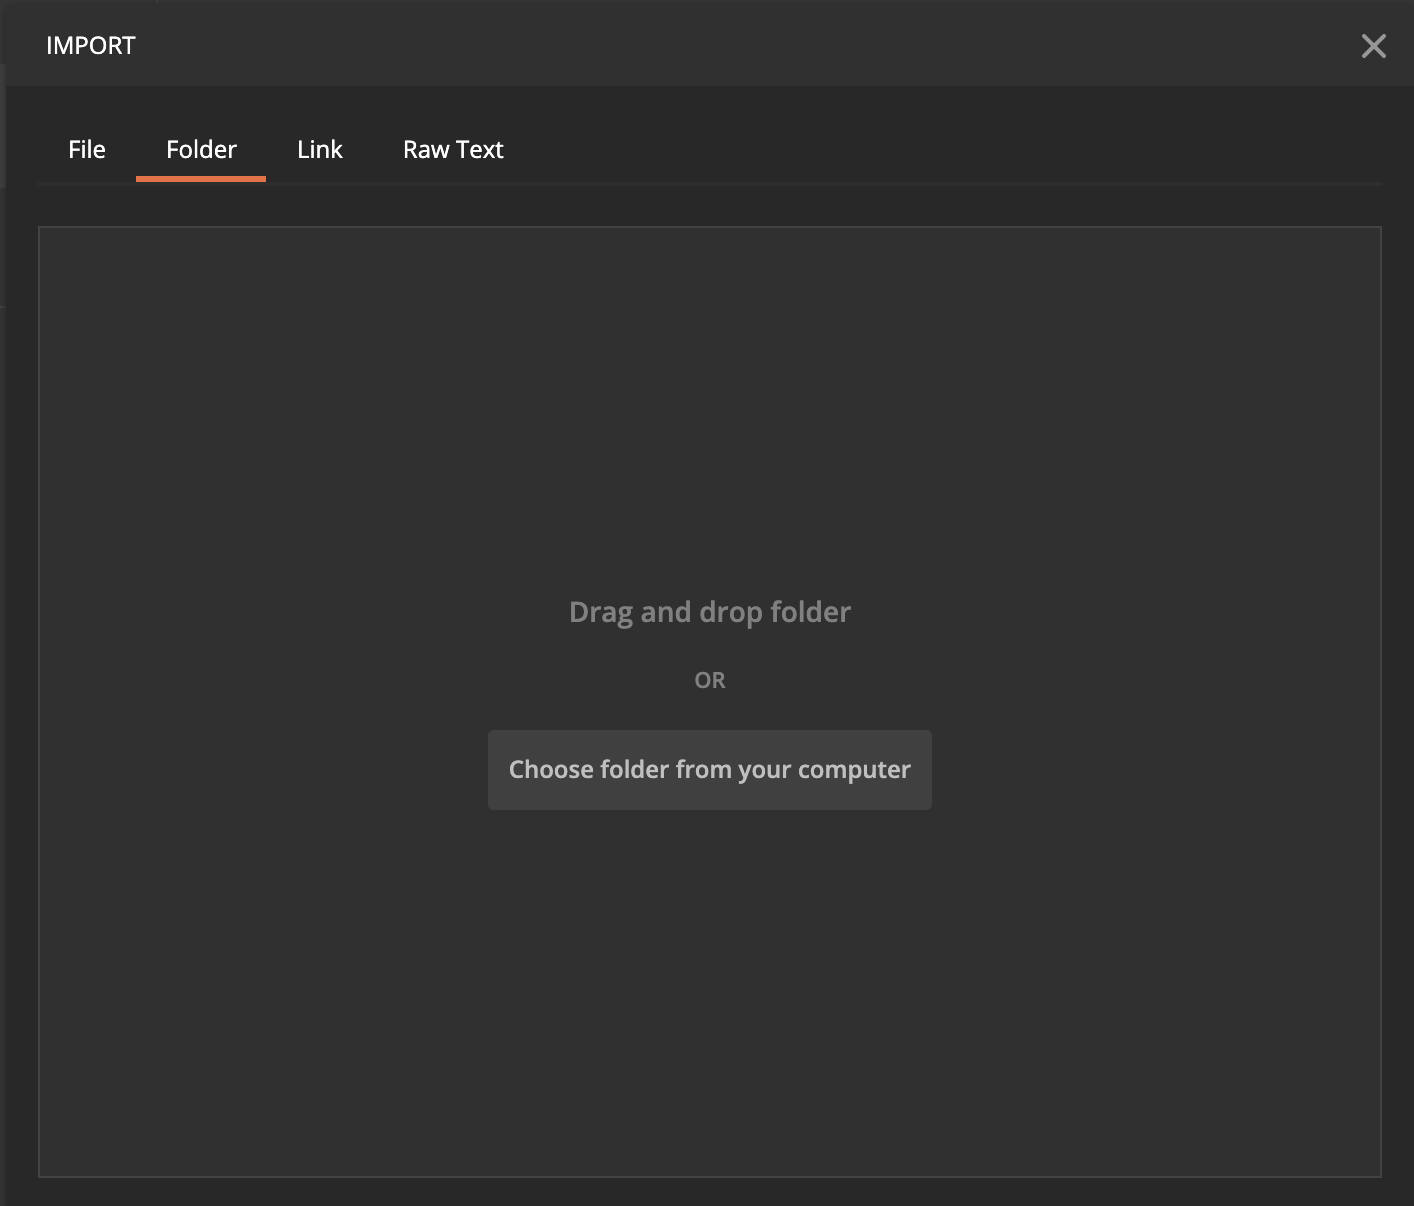 IMPORT
File Folder Link Raw Text
Drag and drop folder
OR
Choose folder from your computer